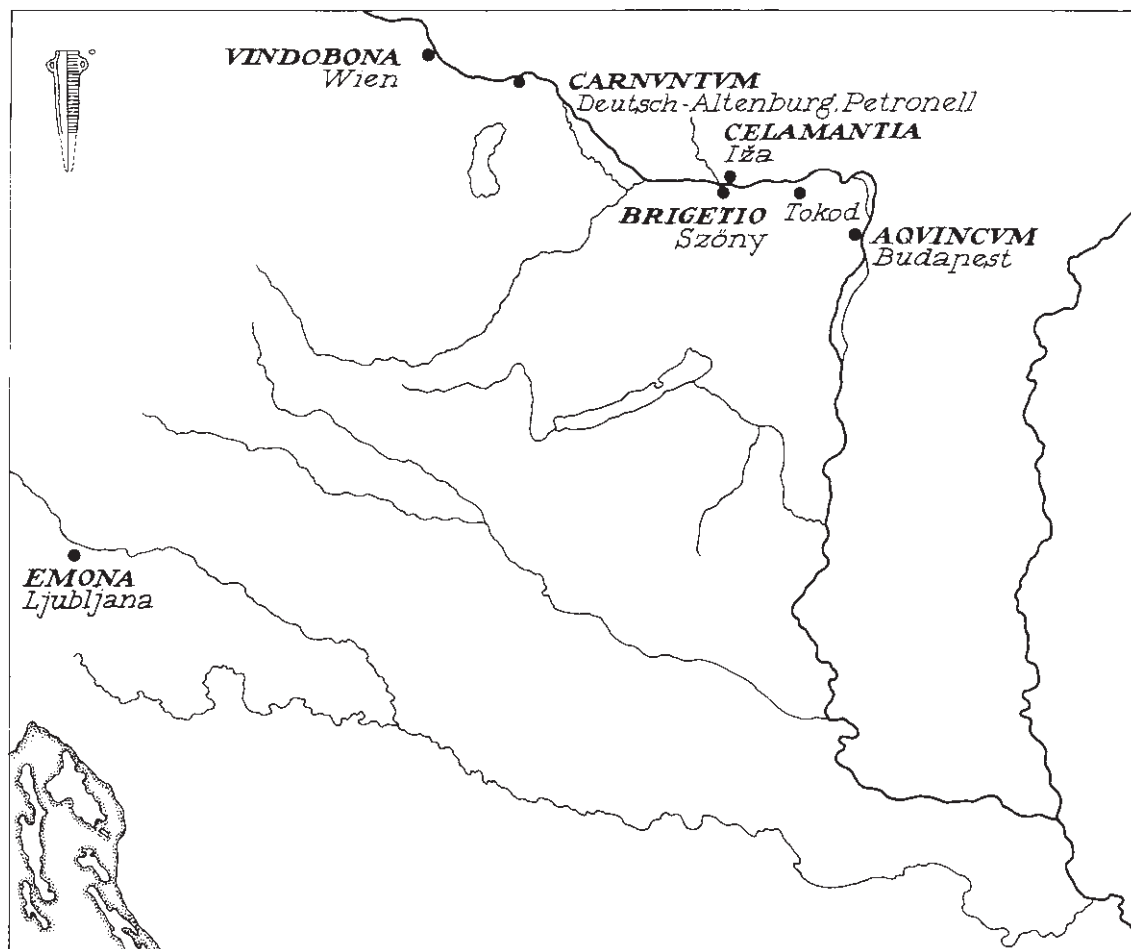 VINDOBONA
Wien
CARNVNTVM
Deutsch-Altenburg, Petronell
CELAMANTIA
Iža
BRIGETIO
Szőny
Tokod
AQVINCVM
Budapest
EMONA
Ljubljana